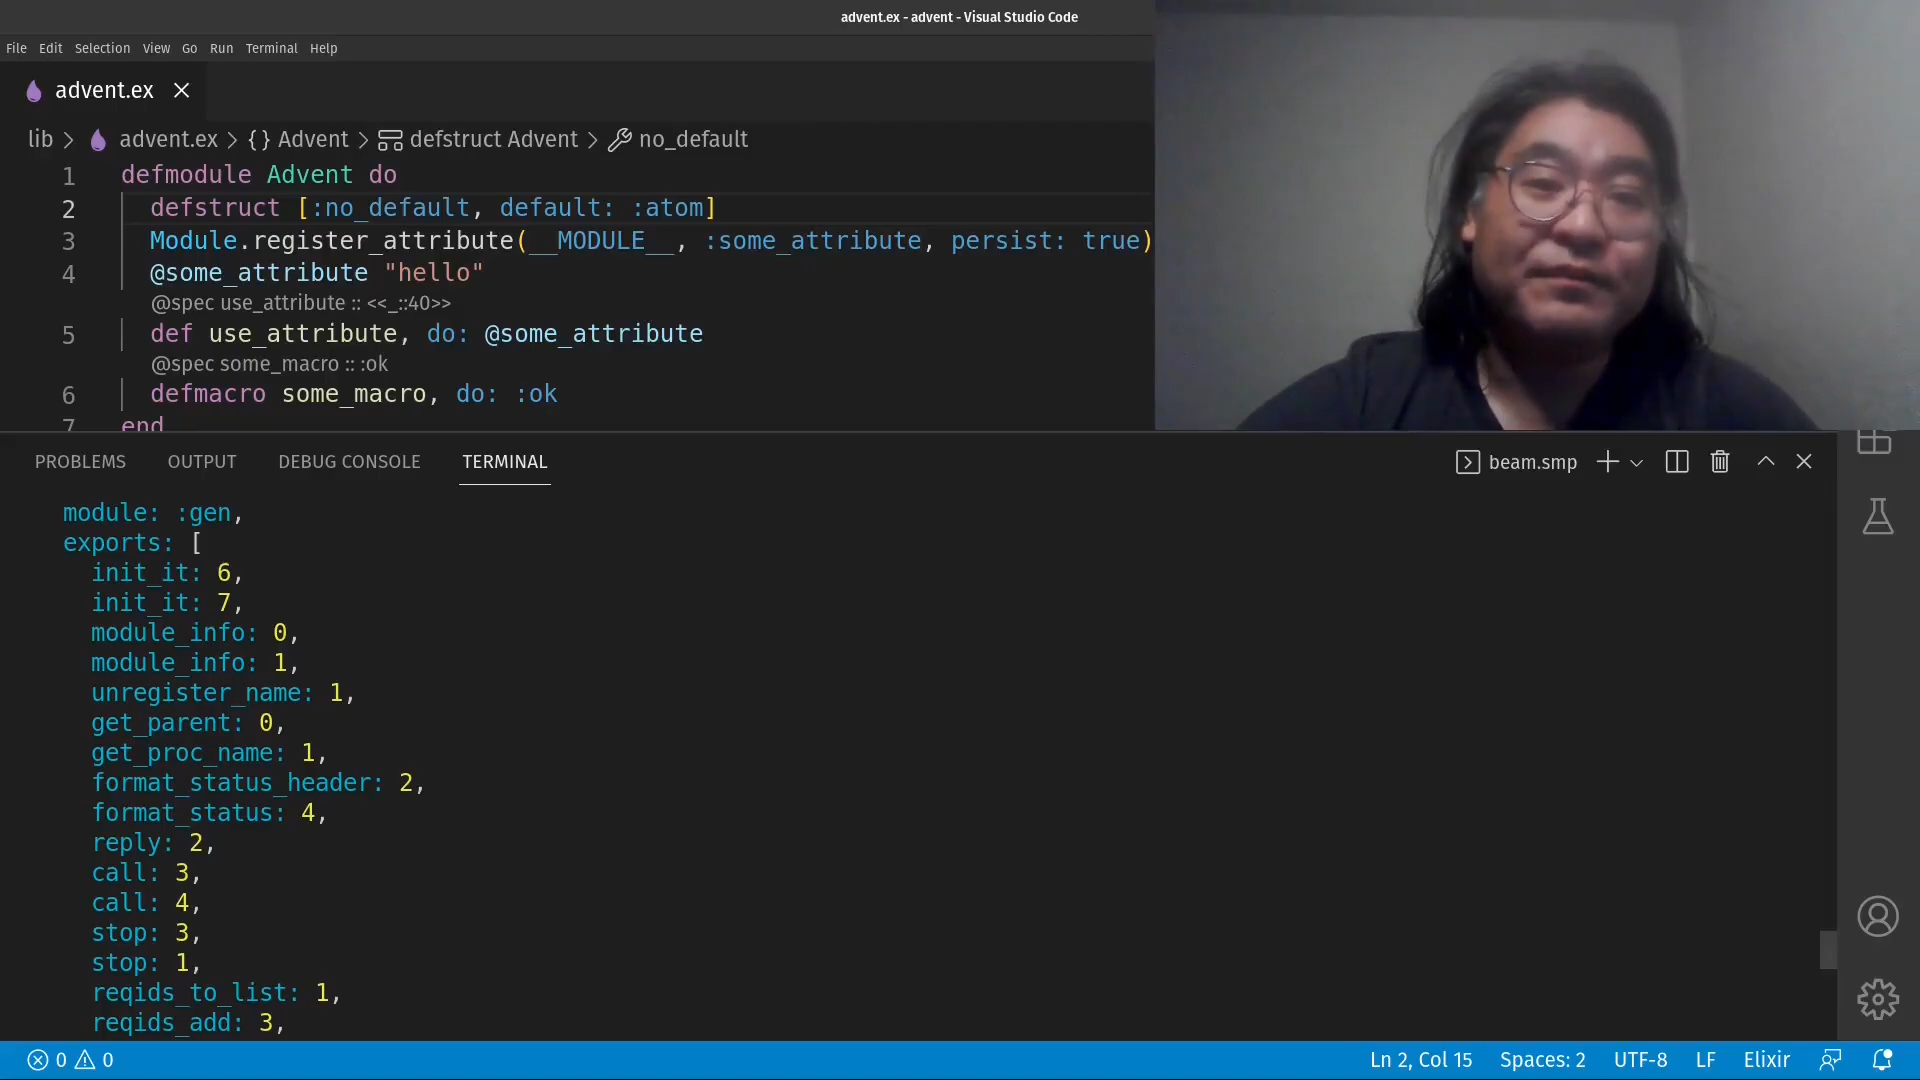 advent.ex - advent - Visual Studio Code
File Edit Selection View Go Run Terminal Help
advent.ex
lib > advent.ex > {} Advent > defstruct Advent > no_default
1 defmodule Advent do
2 defstruct [:no_default, default: :atom]
3 Module.register_attribute(__MODULE__, :some_attribute, persist: true)
4 @some_attribute "hello"
@spec use_attribute :: <<_::40>>
5 def use_attribute, do: @some_attribute
@spec some_macro :: :ok
6 defmacro some_macro, do: :ok
7 end
PROBLEMS OUTPUT DEBUG CONSOLE TERMINAL beam.smp
module: :gen,
exports: [
init_it: 6,
init_it: 7,
module_info: 0,
module_info: 1,
unregister_name: 1,
get_parent: 0,
get_proc_name: 1,
format_status_header: 2,
format_status: 4,
reply: 2,
call: 3,
call: 4,
stop: 3,
stop: 1,
reqids_to_list: 1,
reqids_add: 3,
0 0 Ln 2, Col 15 Spaces: 2 UTF-8 LF Elixir